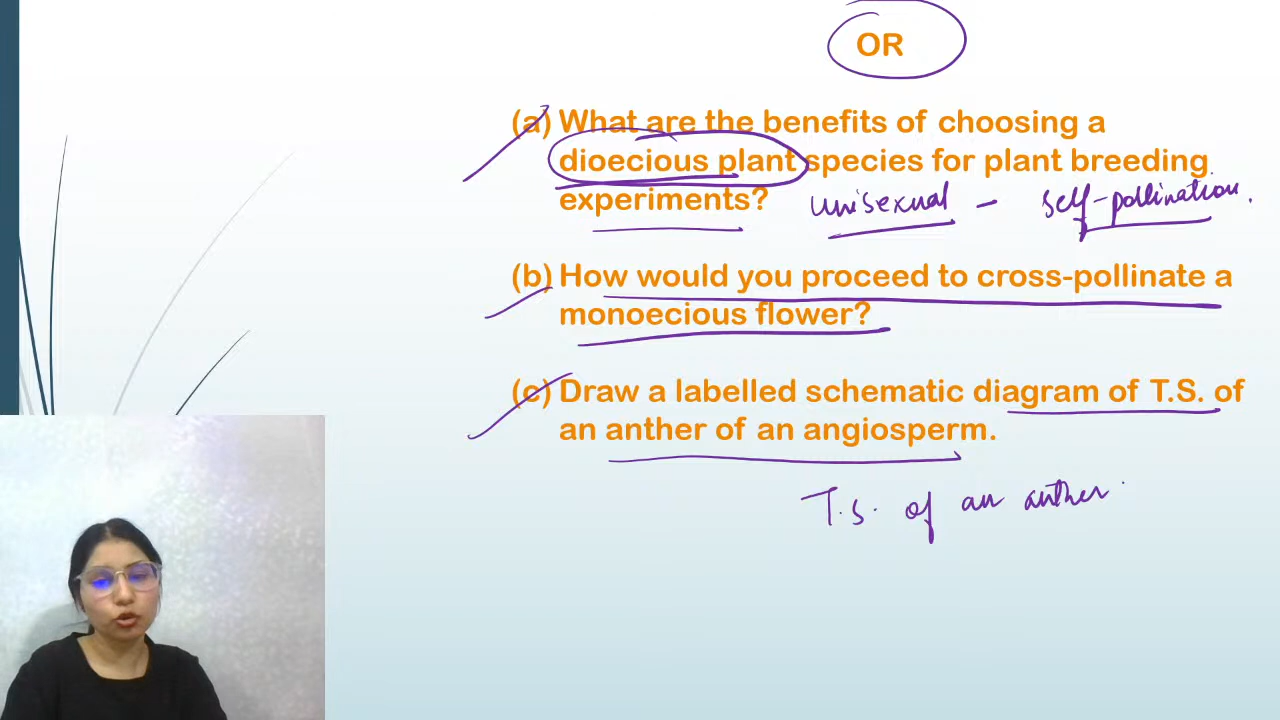 OR
(a) What are the benefits of choosing a
dioecious plant species for plant breeding
experiments? unisexual - self-pollination.
(b) How would you proceed to cross-pollinate a
monoecious flower?
(c) Draw a labelled schematic diagram of T.S. of
an anther of an angiosperm.
T.S. of an anther